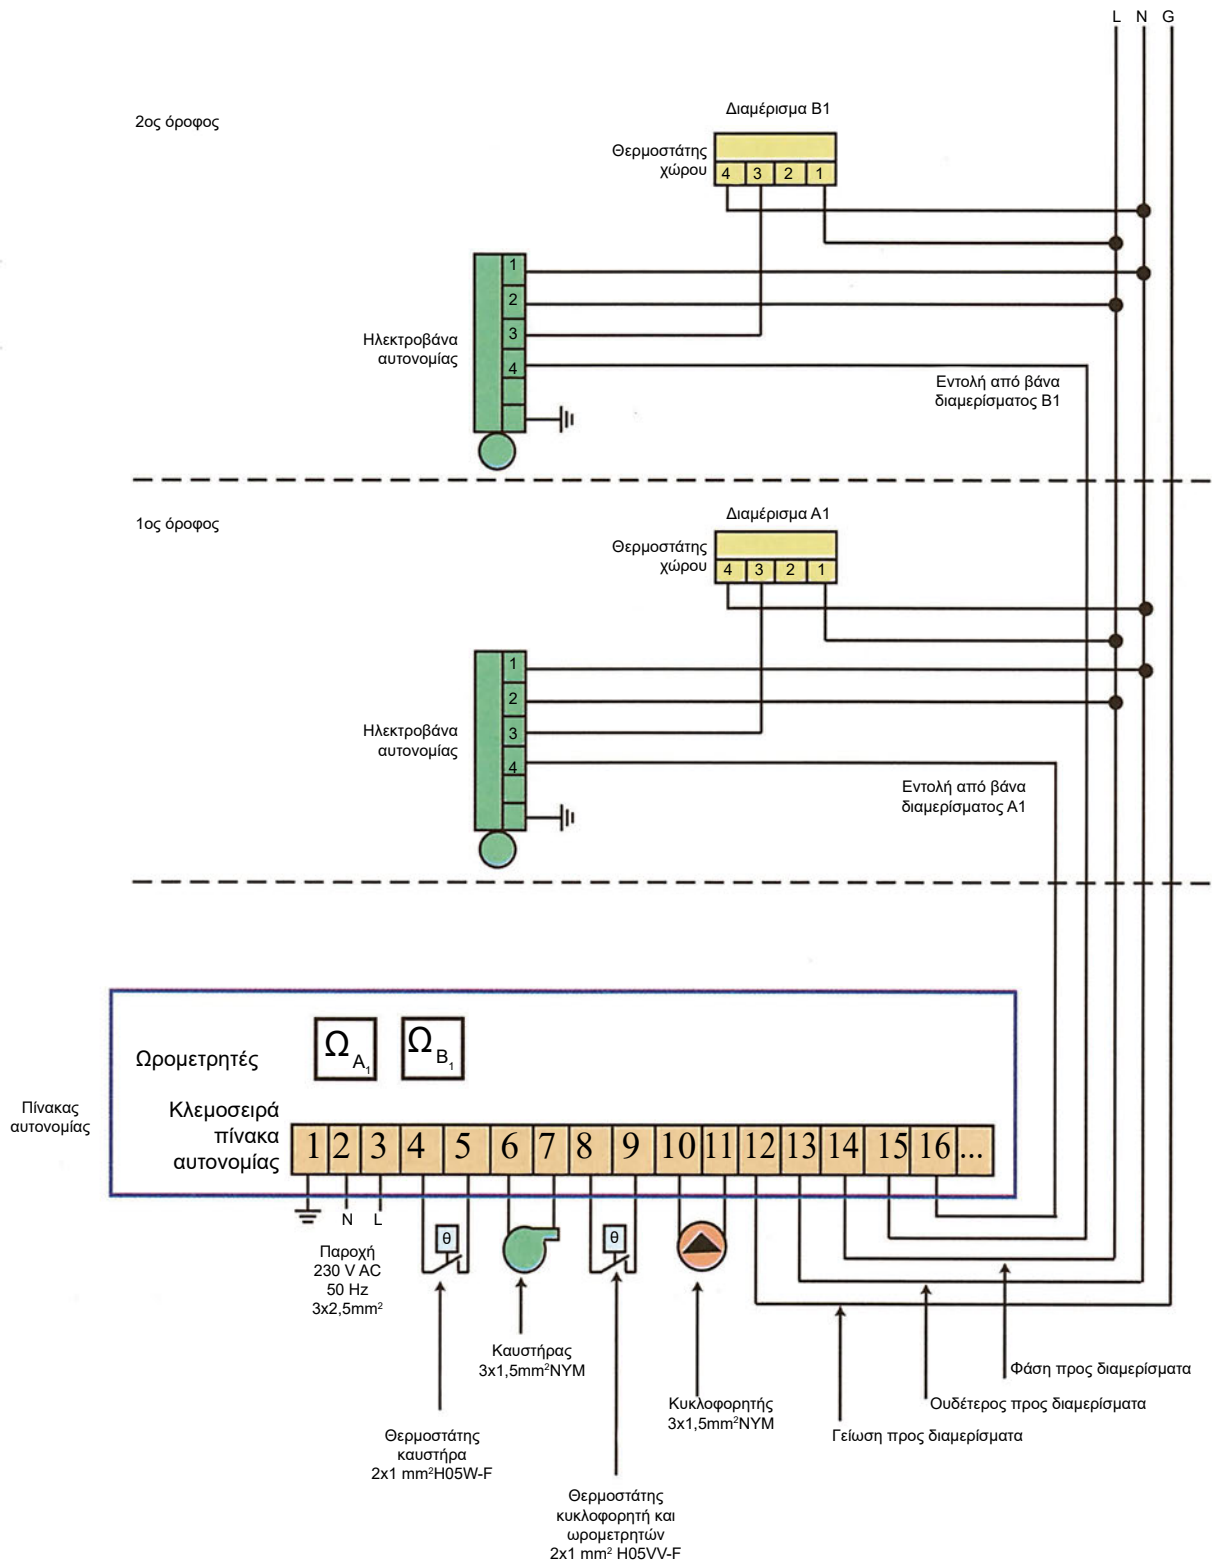 L N G
2ος όροφος
Διαμέρισμα Β1
Θερμοστάτης
χώρου
4 3 2 1
1
2
3
4
Ηλεκτροβάνα
αυτονομίας
Εντολή από βάνα
διαμερίσματος Β1
1ος όροφος
Διαμέρισμα Α1
Θερμοστάτης
χώρου
4 3 2 1
1
2
3
4
Ηλεκτροβάνα
αυτονομίας
Εντολή από βάνα
διαμερίσματος Α1
Ωρομετρητές
Ω Α1
Ω Β1
Πίνακας
αυτονομίας
Κλεμοσειρά
πίνακα
αυτονομίας
1 2 3 4 5 6 7 8 9 10 11 12 13 14 15 16 ...
N L
θ
θ
Παροχή
230 V AC
50 Hz
3x2,5mm²
Καυστήρας
3x1,5mm²NYM
Φάση προς διαμερίσματα
Κυκλοφορητής
3x1,5mm²NYM
Ουδέτερος προς διαμερίσματα
Γείωση προς διαμερίσματα
Θερμοστάτης
καυστήρα
2x1 mm²H05W-F
Θερμοστάτης
κυκλοφορητή και
ωρομετρητών
2x1 mm² H05VV-F